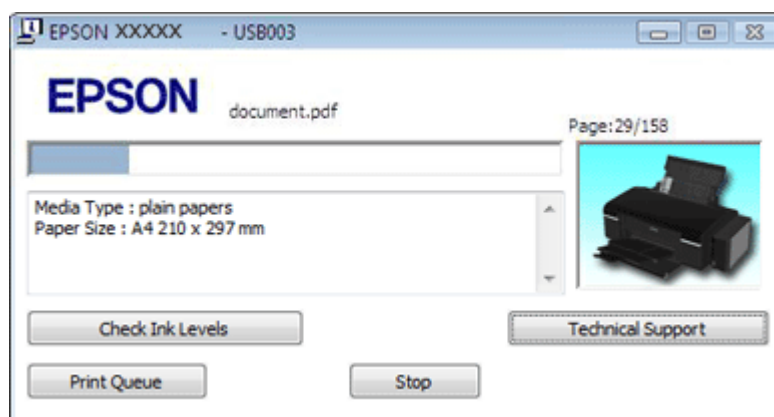 EPSON XXXXX - USB003
EPSON
document.pdf
Page:29/158
Media Type : plain papers
Paper Size : A4 210 x 297 mm
Check Ink Levels
Technical Support
Print Queue
Stop